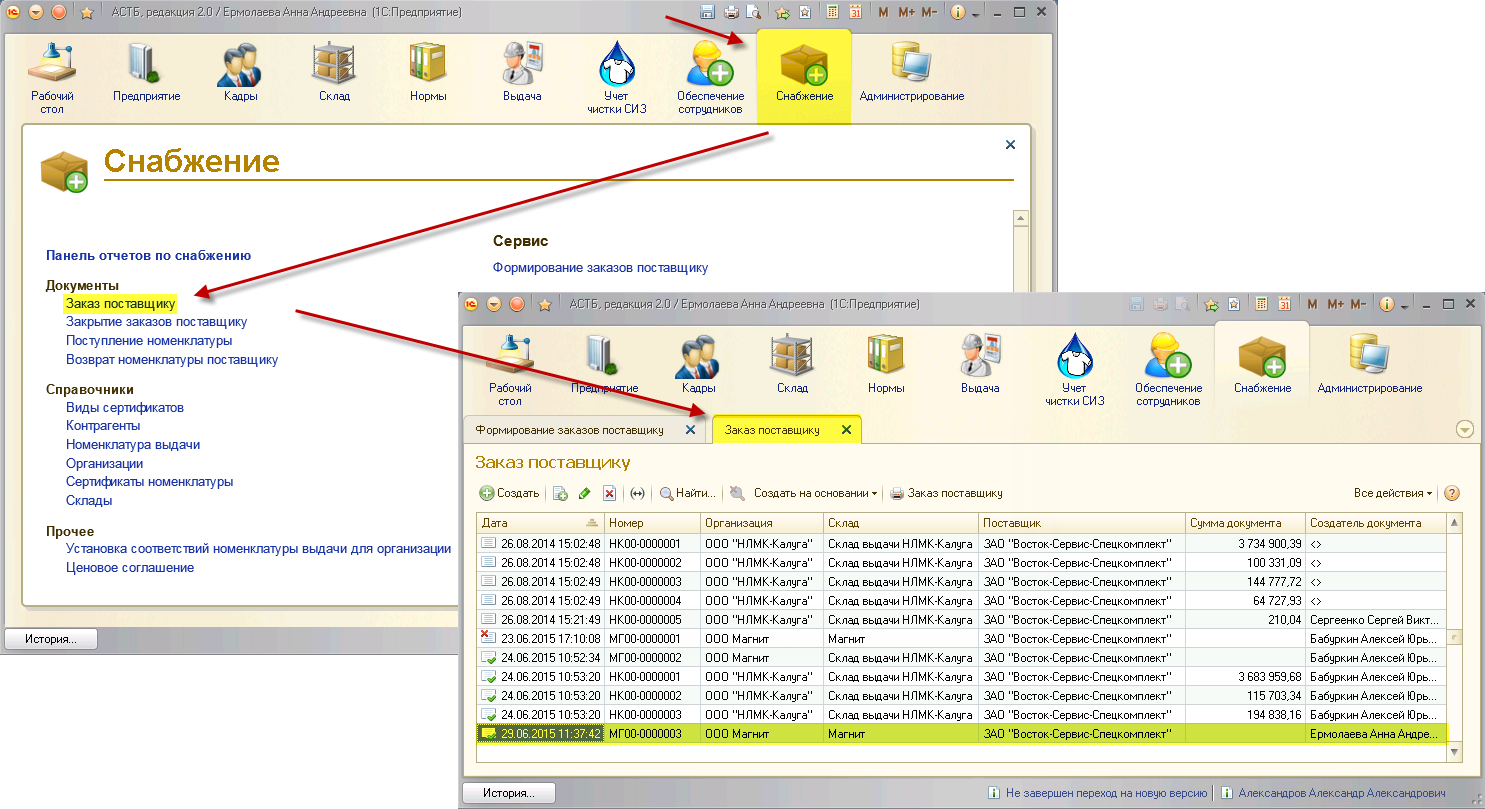 АСТБ, редакция 2.0 / Ермолаева Анна Андреевна (1С:Предприятие)
M M+ M-
Рабочий стол
Предприятие
Кадры
Склад
Нормы
Выдача
Учет чистки СИЗ
Обеспечение сотрудников
Снабжение
Администрирование
Снабжение
Панель отчетов по снабжению
Документы
Заказ поставщику
Закрытие заказов поставщику
Поступление номенклатуры
Возврат номенклатуры поставщику
Справочники
Виды сертификатов
Контрагенты
Номенклатура выдачи
Организации
Сертификаты номенклатуры
Склады
Прочее
Установка соответствий номенклатуры выдачи для организации
Ценовое соглашение
Сервис
Формирование заказов поставщику
История...
АСТБ, редакция 2.0 / Ермолаева Анна Андреевна (1С:Предприятие)
M M+ M-
Рабочий стол
Предприятие
Кадры
Склад
Нормы
Выдача
Учет чистки СИЗ
Обеспечение сотрудников
Снабжение
Администрирование
Формирование заказов поставщику
Заказ поставщику
Заказ поставщику
Создать Найти... Создать на основании Заказ поставщику Все действия
Дата Номер Организация Склад Поставщик Сумма документа Создатель документа
26.08.2014 15:02:48 НК00-0000001 ООО "НЛМК-Калуга" Склад выдачи НЛМК-Калуга ЗАО "Восток-Сервис-Спецкомплект" 3 734 900,39 <>
26.08.2014 15:02:48 НК00-0000002 ООО "НЛМК-Калуга" Склад выдачи НЛМК-Калуга ЗАО "Восток-Сервис-Спецкомплект" 100 331,09 <>
26.08.2014 15:02:49 НК00-0000003 ООО "НЛМК-Калуга" Склад выдачи НЛМК-Калуга ЗАО "Восток-Сервис-Спецкомплект" 144 777,72 <>
26.08.2014 15:02:49 НК00-0000004 ООО "НЛМК-Калуга" Склад выдачи НЛМК-Калуга ЗАО "Восток-Сервис-Спецкомплект" 64 727,93 <>
26.08.2014 15:21:49 НК00-0000005 ООО "НЛМК-Калуга" Склад выдачи НЛМК-Калуга ЗАО "Восток-Сервис-Спецкомплект" 210,04 Сергеенко Сергей Викт...
23.06.2015 17:10:08 МГ00-0000001 ООО Магнит Магнит ЗАО "Восток-Сервис-Спецкомплект" Бабуркин Алексей Юрь...
24.06.2015 10:52:34 МГ00-0000002 ООО Магнит Склад выдачи НЛМК-Калуга ЗАО "Восток-Сервис-Спецкомплект" Бабуркин Алексей Юрь...
24.06.2015 10:53:20 НК00-0000001 ООО "НЛМК-Калуга" Склад выдачи НЛМК-Калуга ЗАО "Восток-Сервис-Спецкомплект" 3 683 959,68 Бабуркин Алексей Юрь...
24.06.2015 10:53:20 НК00-0000002 ООО "НЛМК-Калуга" Склад выдачи НЛМК-Калуга ЗАО "Восток-Сервис-Спецкомплект" 115 703,34 Бабуркин Алексей Юрь...
24.06.2015 10:53:20 НК00-0000003 ООО "НЛМК-Калуга" Склад выдачи НЛМК-Калуга ЗАО "Восток-Сервис-Спецкомплект" 194 838,16 Бабуркин Алексей Юрь...
29.06.2015 11:37:42 МГ00-0000003 ООО Магнит Магнит ЗАО "Восток-Сервис-Спецкомплект" Ермолаева Анна Андре...
История...
Не завершен переход на новую версию
Александров Александр Александрович